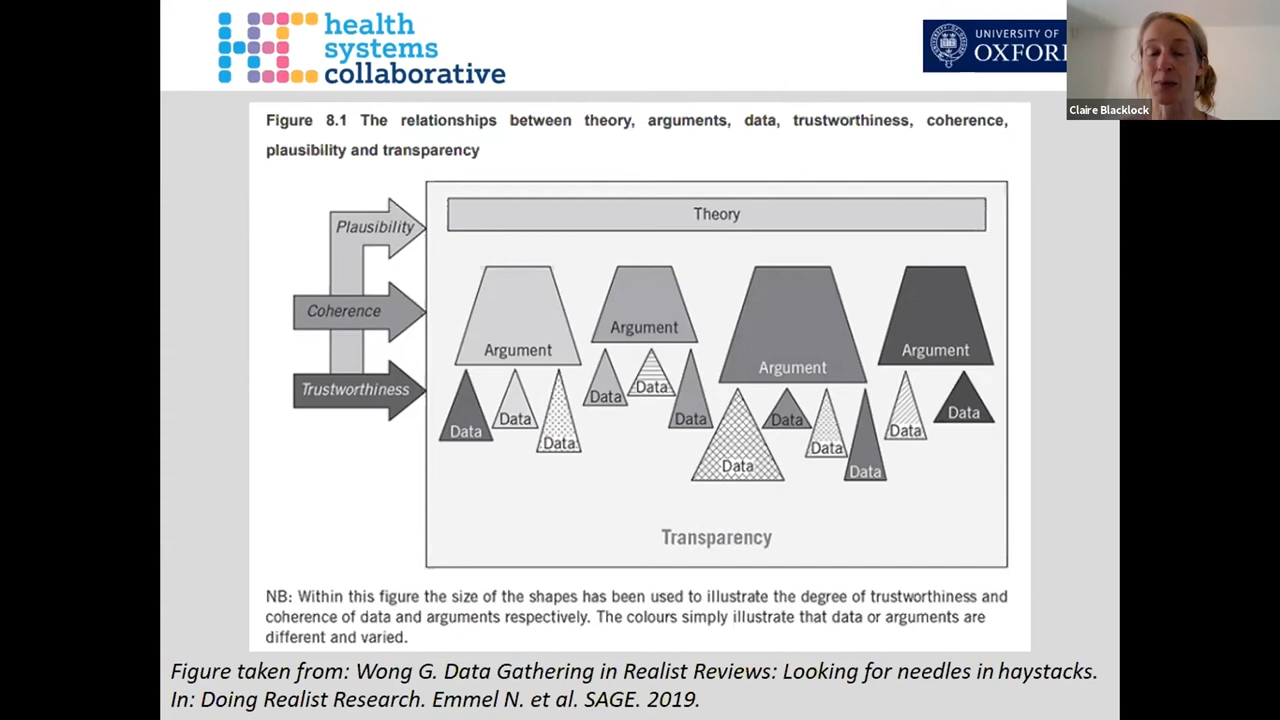 health
systems
collaborative
UNIVERSITY OF
OXFORD
Claire Blacklock
Figure 8.1 The relationships between theory, arguments, data, trustworthiness, coherence,
plausibility and transparency
Plausibility
Theory
Coherence
Argument
Argument
Argument
Argument
Trustworthiness
Data
Data
Data
Data
Data
Data
Data
Data
Data
Data
Data
Data
Transparency
NB: Within this figure the size of the shapes has been used to illustrate the degree of trustworthiness and
coherence of data and arguments respectively. The colours simply illustrate that data or arguments are
different and varied.
Figure taken from: Wong G. Data Gathering in Realist Reviews: Looking for needles in haystacks.
In: Doing Realist Research. Emmel N. et al. SAGE. 2019.